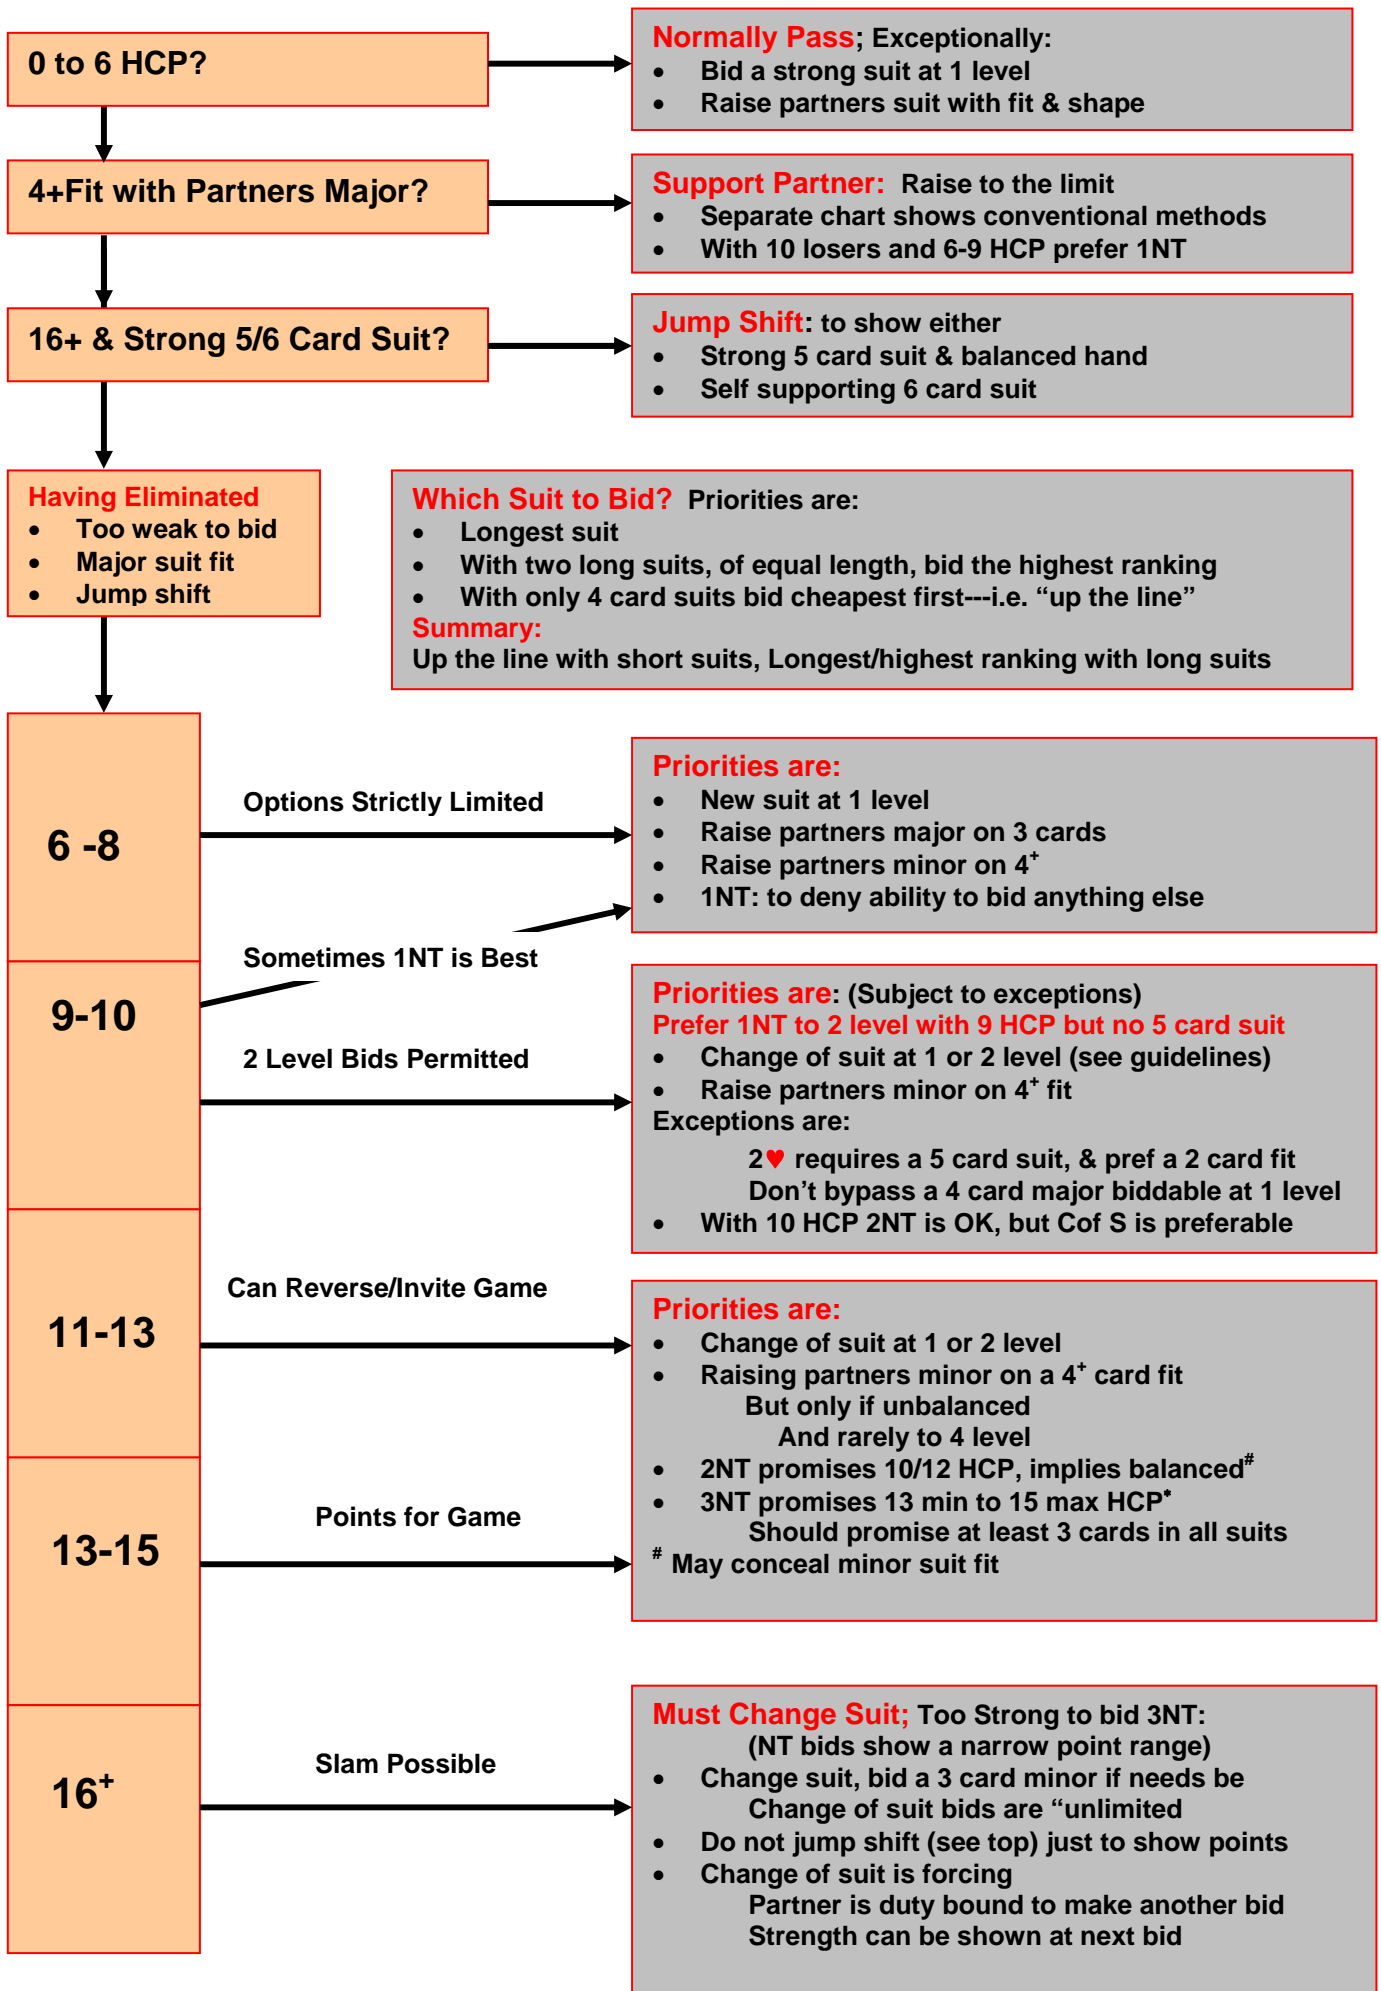 0 to 6 HCP?
Normally Pass; Exceptionally:
• Bid a strong suit at 1 level
• Raise partners suit with fit & shape
4+Fit with Partners Major?
Support Partner: Raise to the limit
• Separate chart shows conventional methods
• With 10 losers and 6-9 HCP prefer 1NT
16+ & Strong 5/6 Card Suit?
Jump Shift: to show either
• Strong 5 card suit & balanced hand
• Self supporting 6 card suit
Having Eliminated
• Too weak to bid
• Major suit fit
• Jump shift
Which Suit to Bid? Priorities are:
• Longest suit
• With two long suits, of equal length, bid the highest ranking
• With only 4 card suits bid cheapest first---i.e. “up the line”
Summary:
Up the line with short suits, Longest/highest ranking with long suits
6 -8
Options Strictly Limited
Priorities are:
• New suit at 1 level
• Raise partners major on 3 cards
• Raise partners minor on 4+
• 1NT: to deny ability to bid anything else
Sometimes 1NT is Best
9-10
2 Level Bids Permitted
Priorities are: (Subject to exceptions)
Prefer 1NT to 2 level with 9 HCP but no 5 card suit
• Change of suit at 1 or 2 level (see guidelines)
• Raise partners minor on 4+ fit
Exceptions are:
2♥ requires a 5 card suit, & pref a 2 card fit
Don’t bypass a 4 card major biddable at 1 level
• With 10 HCP 2NT is OK, but Cof S is preferable
Can Reverse/Invite Game
11-13
Priorities are:
• Change of suit at 1 or 2 level
• Raising partners minor on a 4+ card fit
But only if unbalanced
And rarely to 4 level
• 2NT promises 10/12 HCP, implies balanced#
• 3NT promises 13 min to 15 max HCP*
Should promise at least 3 cards in all suits
# May conceal minor suit fit
Points for Game
13-15
Slam Possible
16+
Must Change Suit; Too Strong to bid 3NT:
(NT bids show a narrow point range)
• Change suit, bid a 3 card minor if needs be
Change of suit bids are “unlimited
• Do not jump shift (see top) just to show points
• Change of suit is forcing
Partner is duty bound to make another bid
Strength can be shown at next bid